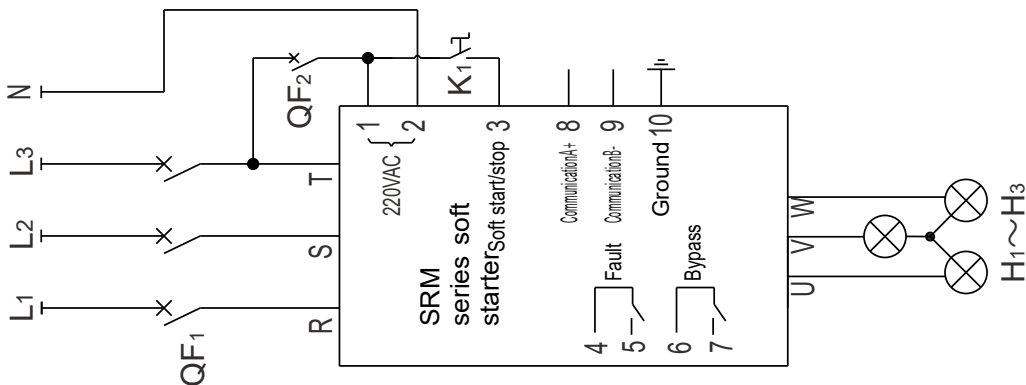 N
L3
L2
L1
QF1
QF2
K1
1
2
3
8
9
10
220VAC
Soft start/stop
CommunicationA+
CommunicationB-
Ground
T
S
R
SRM
series soft
starter
Fault
Bypass
4
5
6
7
W
V
U
H1～H3